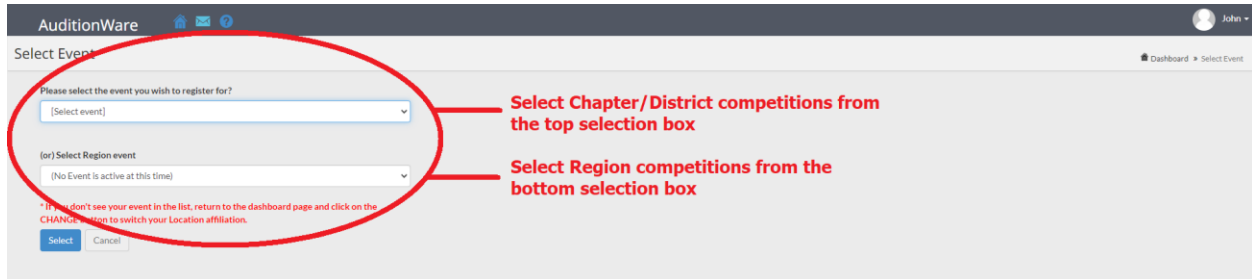 AuditionWare
John
Select Event
Dashboard » Select Event
Please select the event you wish to register for?
[Select event]
Select Chapter/District competitions from
the top selection box
(or) Select Region event
(No Event is active at this time)
Select Region competitions from the
bottom selection box
* If you don't see your event in the list, return to the dashboard page and click on the
CHANGE button to switch your Location affiliation.
Select
Cancel